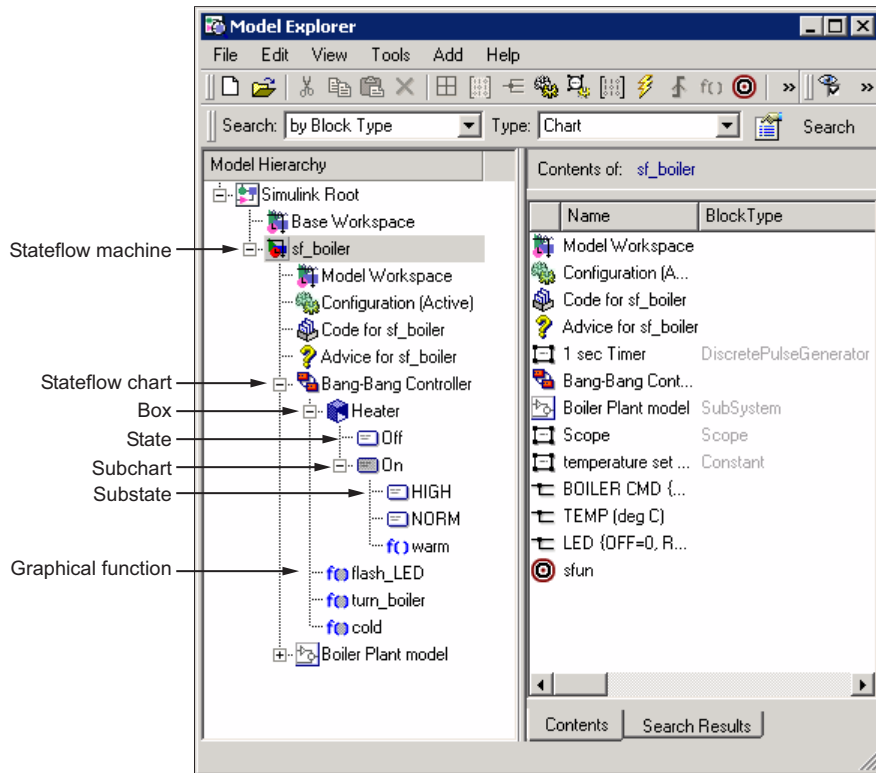 Model Explorer
File Edit View Tools Add Help
f() » »
Search: by Block Type Type: Chart Search
Model Hierarchy
Simulink Root
Base Workspace
Stateflow machine sf_boiler
Model Workspace
Configuration (Active)
Code for sf_boiler
Advice for sf_boiler
Stateflow chart Bang-Bang Controller
Box Heater
State Off
Subchart On
Substate HIGH
NORM
f() warm
Graphical function f() flash_LED
f() turn_boiler
f() cold
Boiler Plant model
Contents of: sf_boiler
Name BlockType
Model Workspace
Configuration (A...
Code for sf_boiler
Advice for sf_boiler
1 sec Timer DiscretePulseGenerator
Bang-Bang Cont...
Boiler Plant model SubSystem
Scope Scope
temperature set ... Constant
BOILER CMD {...
TEMP (deg C)
LED {OFF=0, R...
sfun
Contents Search Results